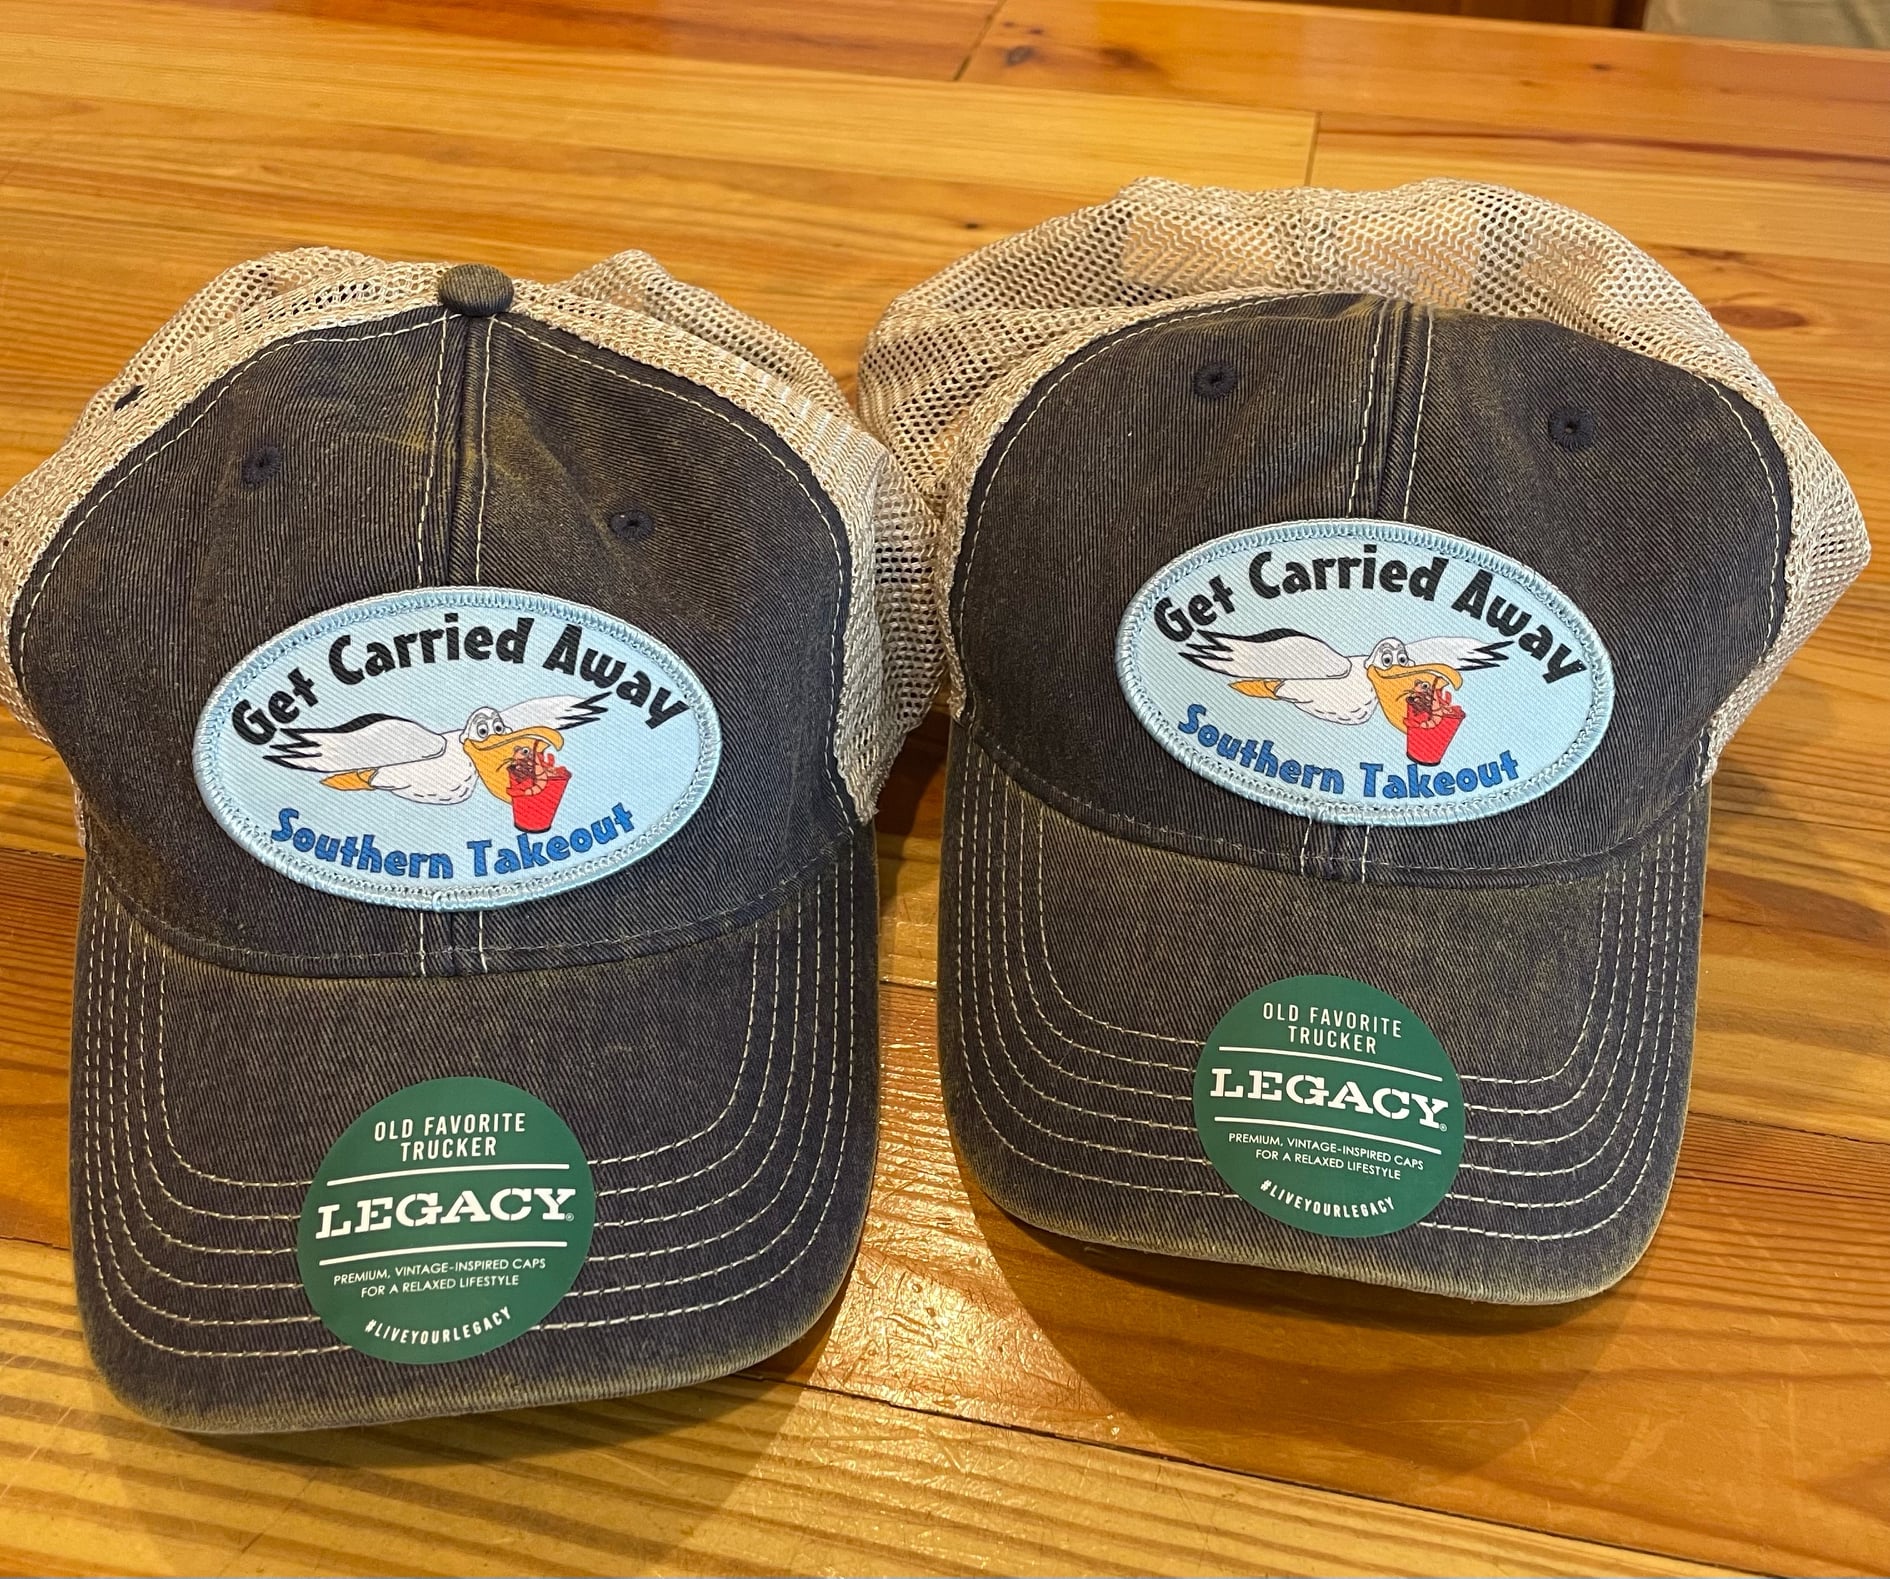 Get Carried Away
Southern Takeout
OLD FAVORITE
TRUCKER
LEGACY®
PREMIUM, VINTAGE-INSPIRED CAPS
FOR A RELAXED LIFESTYLE
#LIVEYOURLEGACY
Get Carried Away
Southern Takeout
OLD FAVORITE
TRUCKER
LEGACY®
PREMIUM, VINTAGE-INSPIRED CAPS
FOR A RELAXED LIFESTYLE
#LIVEYOURLEGACY